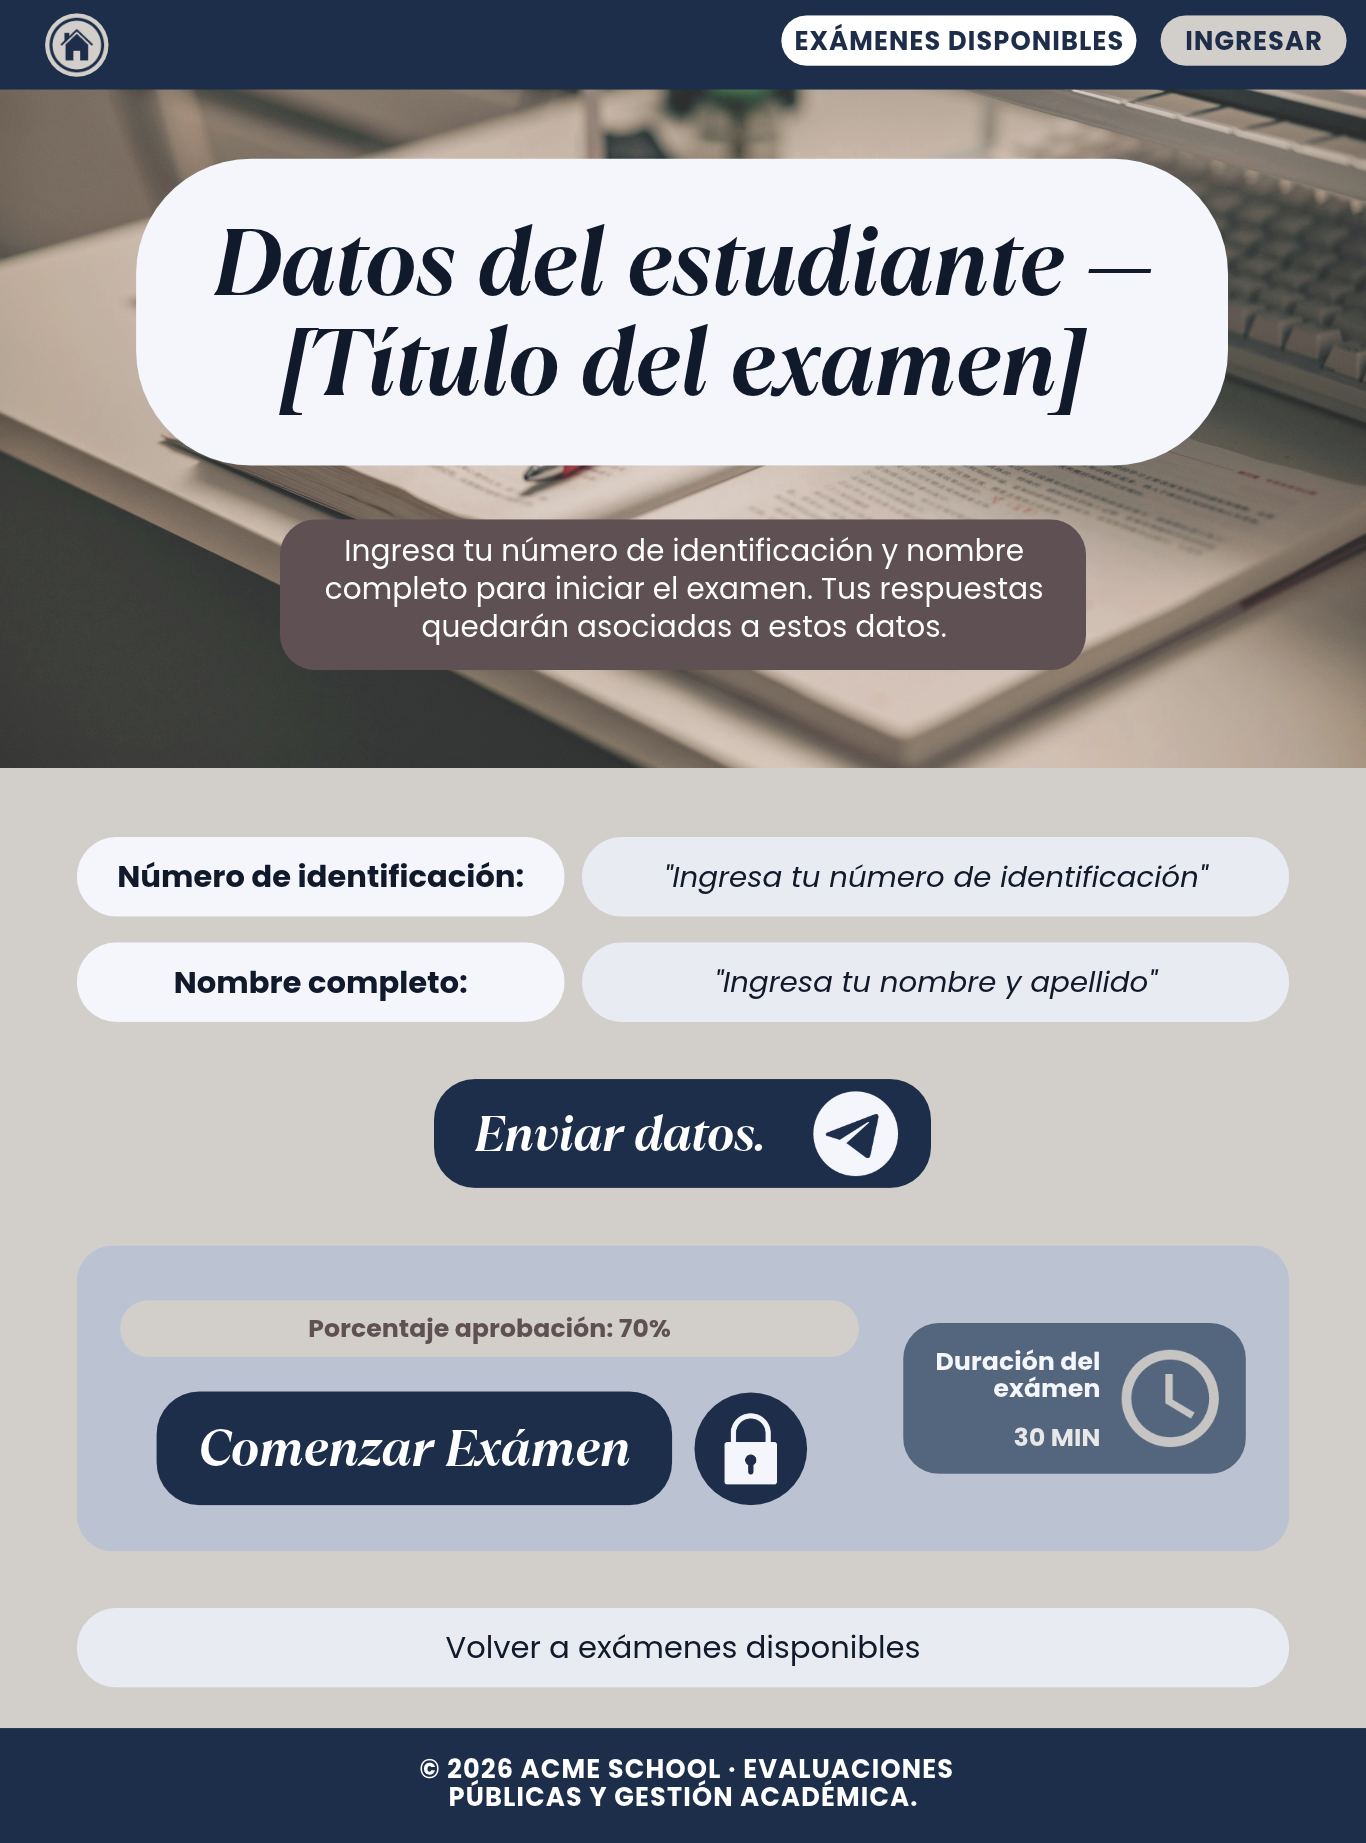 EXÁMENES DISPONIBLES
INGRESAR
Datos del estudiante –
[Título del examen]
Ingresa tu número de identificación y nombre
completo para iniciar el examen. Tus respuestas
quedarán asociadas a estos datos.
Número de identificación:
"Ingresa tu número de identificación"
Nombre completo:
"Ingresa tu nombre y apellido"
Enviar datos.
Porcentaje aprobación: 70%
Comenzar Exámen
Duración del
exámen
30 MIN
Volver a exámenes disponibles
© 2026 ACME SCHOOL · EVALUACIONES
PÚBLICAS Y GESTIÓN ACADÉMICA.